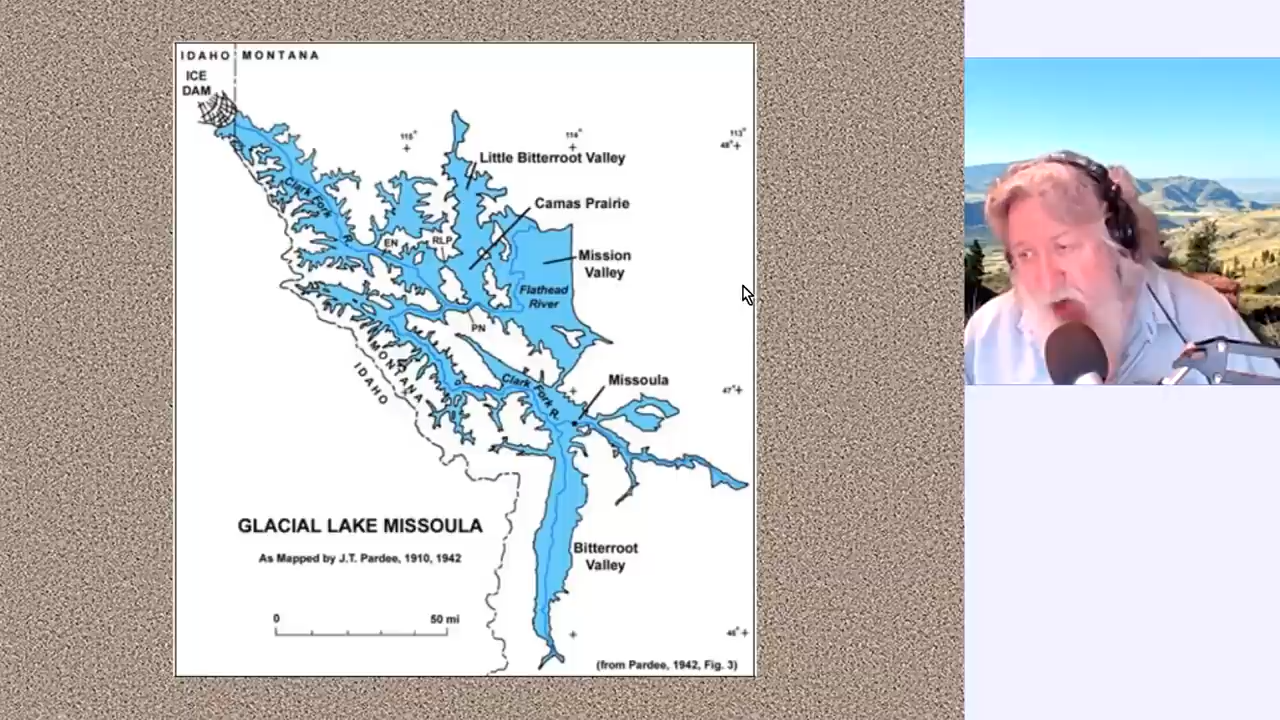 IDAHO MONTANA
ICE
DAM
115°
114°
113°
48°
Little Bitterroot Valley
Clark Fork
R.
Camas Prairie
EN
RLP
Mission
Valley
Flathead
River
PN
MONTANA
IDAHO
Clark Fork R.
Missoula
47°
GLACIAL LAKE MISSOULA
As Mapped by J.T. Pardee, 1910, 1942
Bitterroot
Valley
0 50 mi
46°
(from Pardee, 1942, Fig. 3)